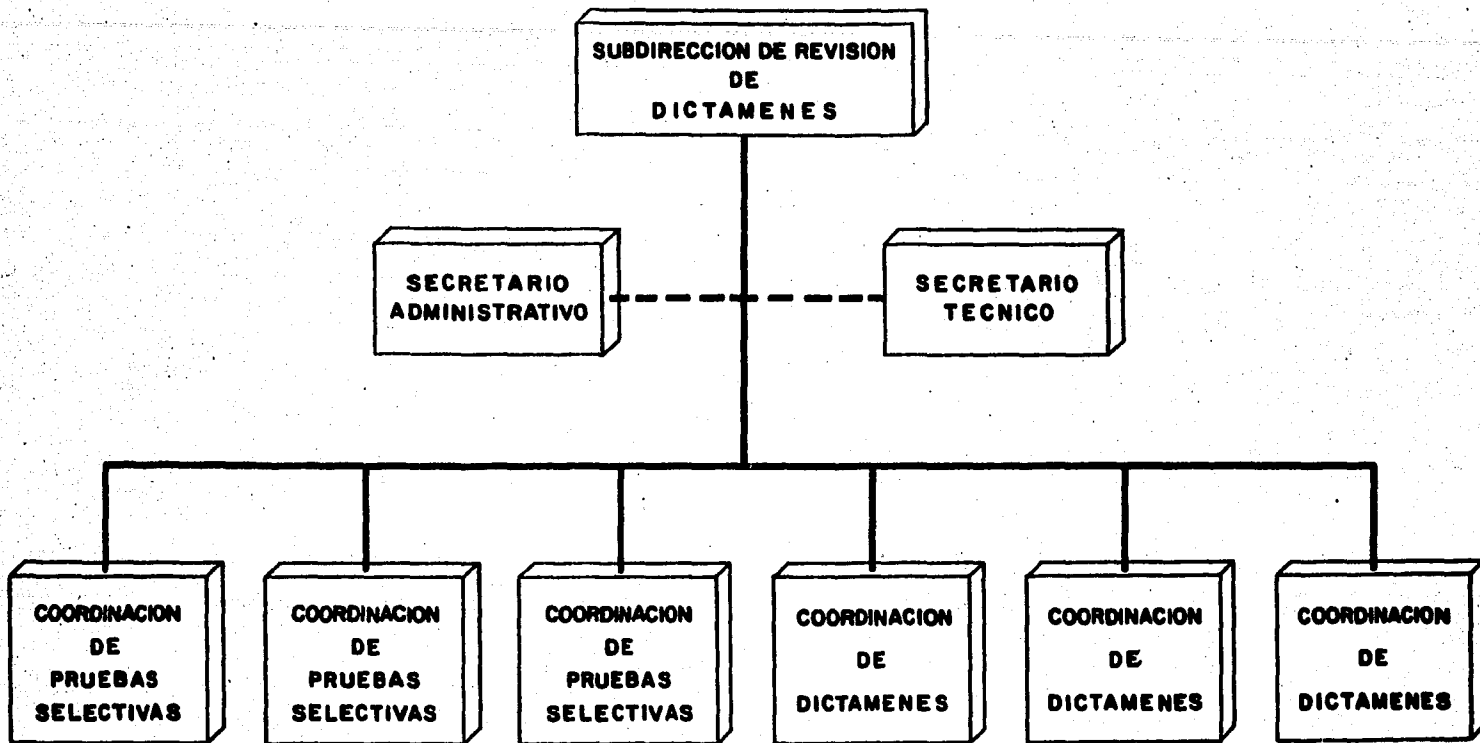 SUBDIRECCION DE REVISION
DE
DICTAMENES
SECRETARIO
ADMINISTRATIVO
SECRETARIO
TECNICO
COORDINACION
DE
PRUEBAS
SELECTIVAS
COORDINACION
DE
PRUEBAS
SELECTIVAS
COORDINACION
DE
PRUEBAS
SELECTIVAS
COORDINACION
DE
DICTAMENES
COORDINACION
DE
DICTAMENES
COORDINACION
DE
DICTAMENES